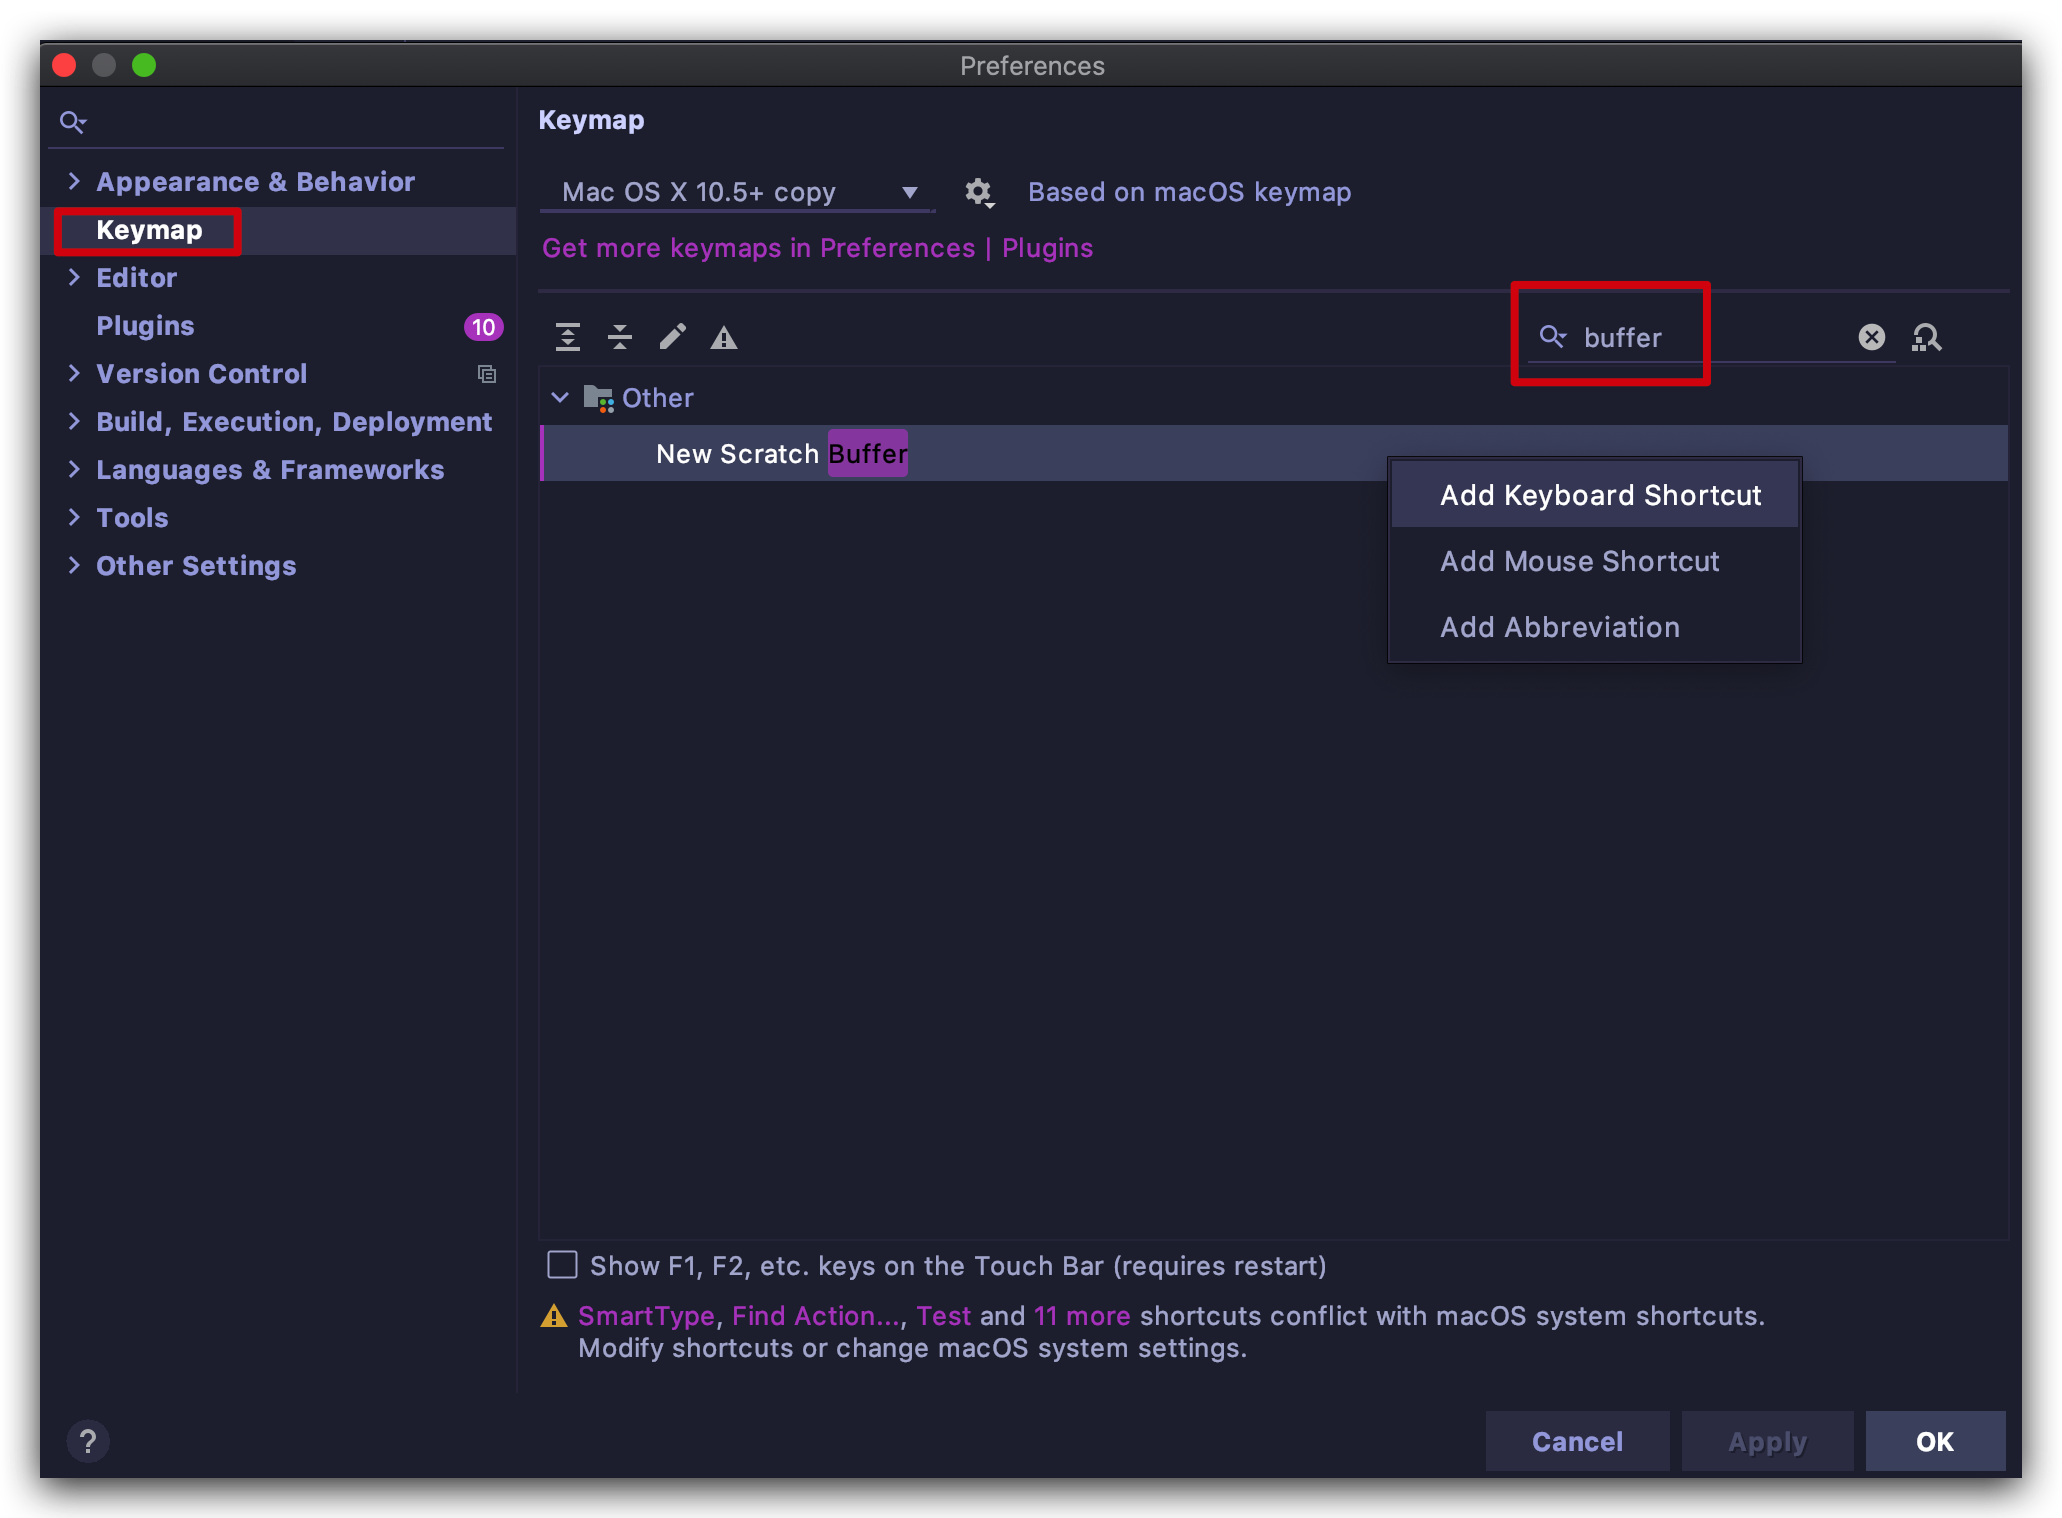 Preferences
Keymap
Appearance & Behavior
Keymap
Editor
Plugins 10
Version Control
Build, Execution, Deployment
Languages & Frameworks
Tools
Other Settings
Mac OS X 10.5+ copy
Based on macOS keymap
Get more keymaps in Preferences | Plugins
buffer
Other
New Scratch Buffer
Add Keyboard Shortcut
Add Mouse Shortcut
Add Abbreviation
Show F1, F2, etc. keys on the Touch Bar (requires restart)
SmartType, Find Action..., Test and 11 more shortcuts conflict with macOS system shortcuts.
Modify shortcuts or change macOS system settings.
?
Cancel
Apply
OK